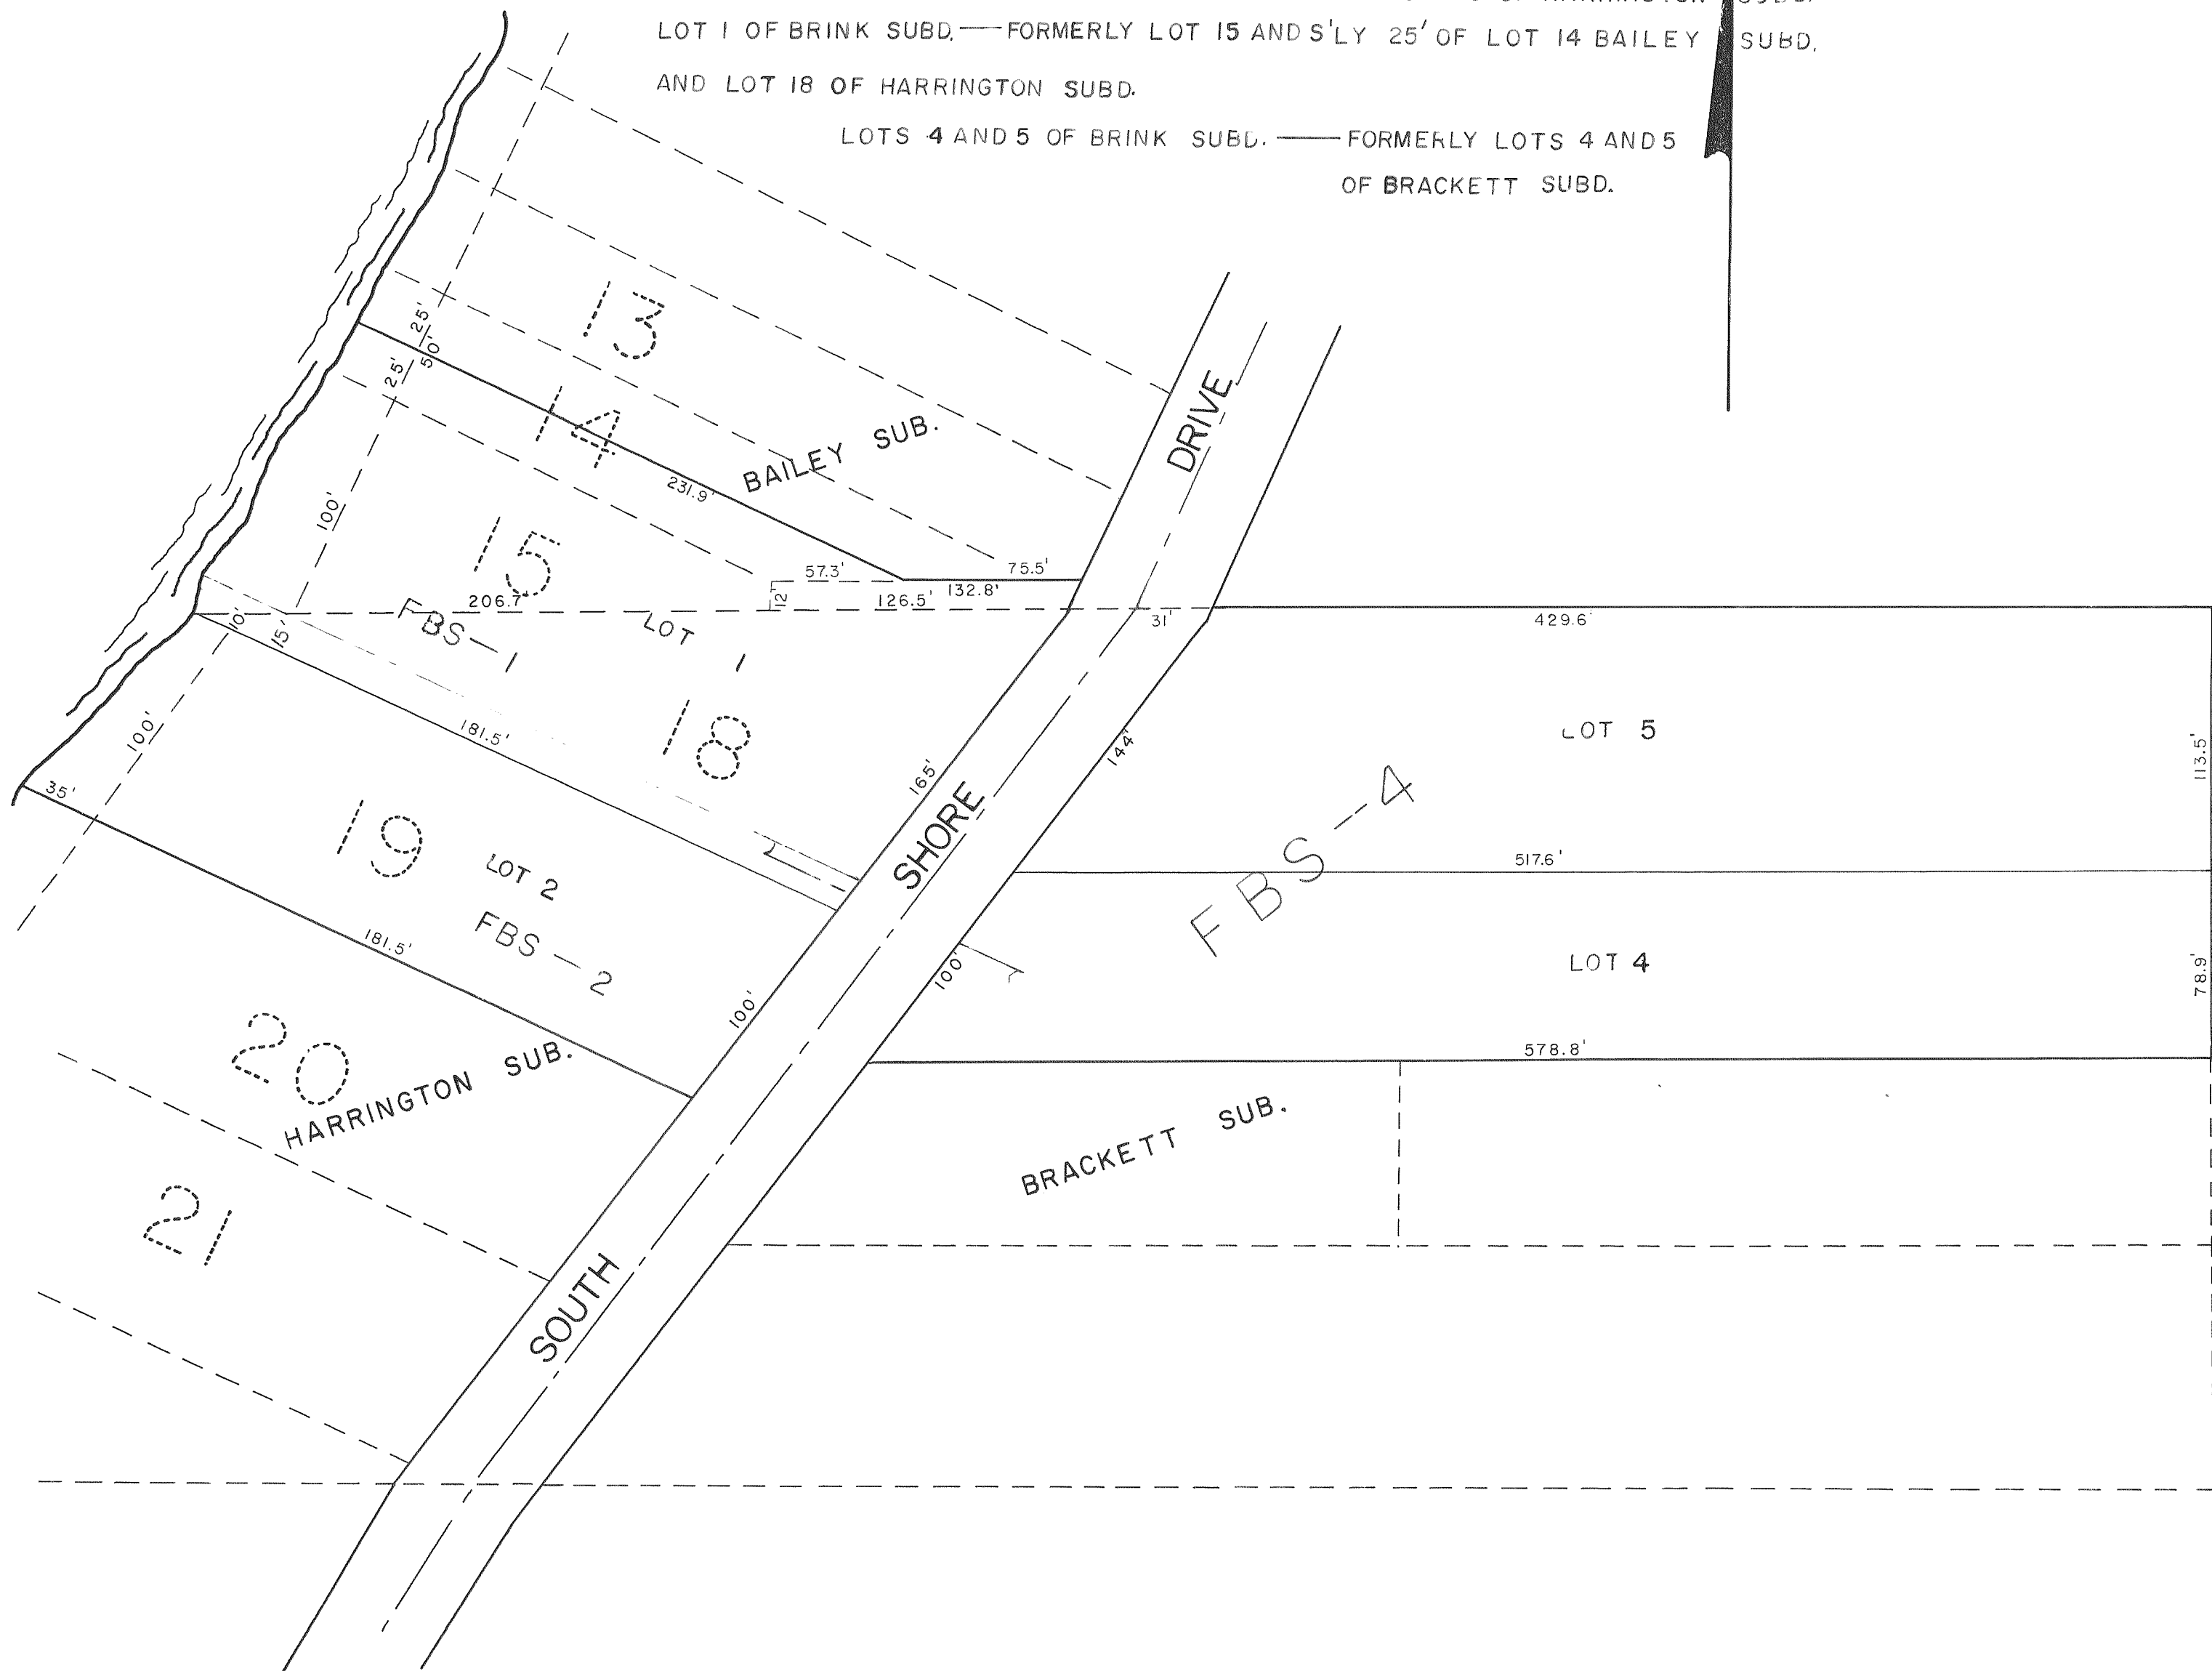 LOT 1 OF BRINK SUBD. — FORMERLY LOT 15 AND S'LY 25' OF LOT 14 BAILEY SUBD.
AND LOT 18 OF HARRINGTON SUBD.
LOTS 4 AND 5 OF BRINK SUBD. — FORMERLY LOTS 4 AND 5
OF BRACKETT SUBD.
13
25'
50'
25'
14
DRIVE
BAILEY SUB.
231.9'
100'
15
57.3'
75.5'
12'
206.7'
126.5'
132.8'
31'
429.6'
10'
15'
FBS-1
LOT 1
181.5'
18
100'
165'
144'
LOT 5
113.5'
35'
19
LOT 2
SHORE
FBS-4
517.6'
FBS-2
181.5'
100'
100'
LOT 4
78.9'
578.8'
20
HARRINGTON SUB.
BRACKETT SUB.
21
SOUTH